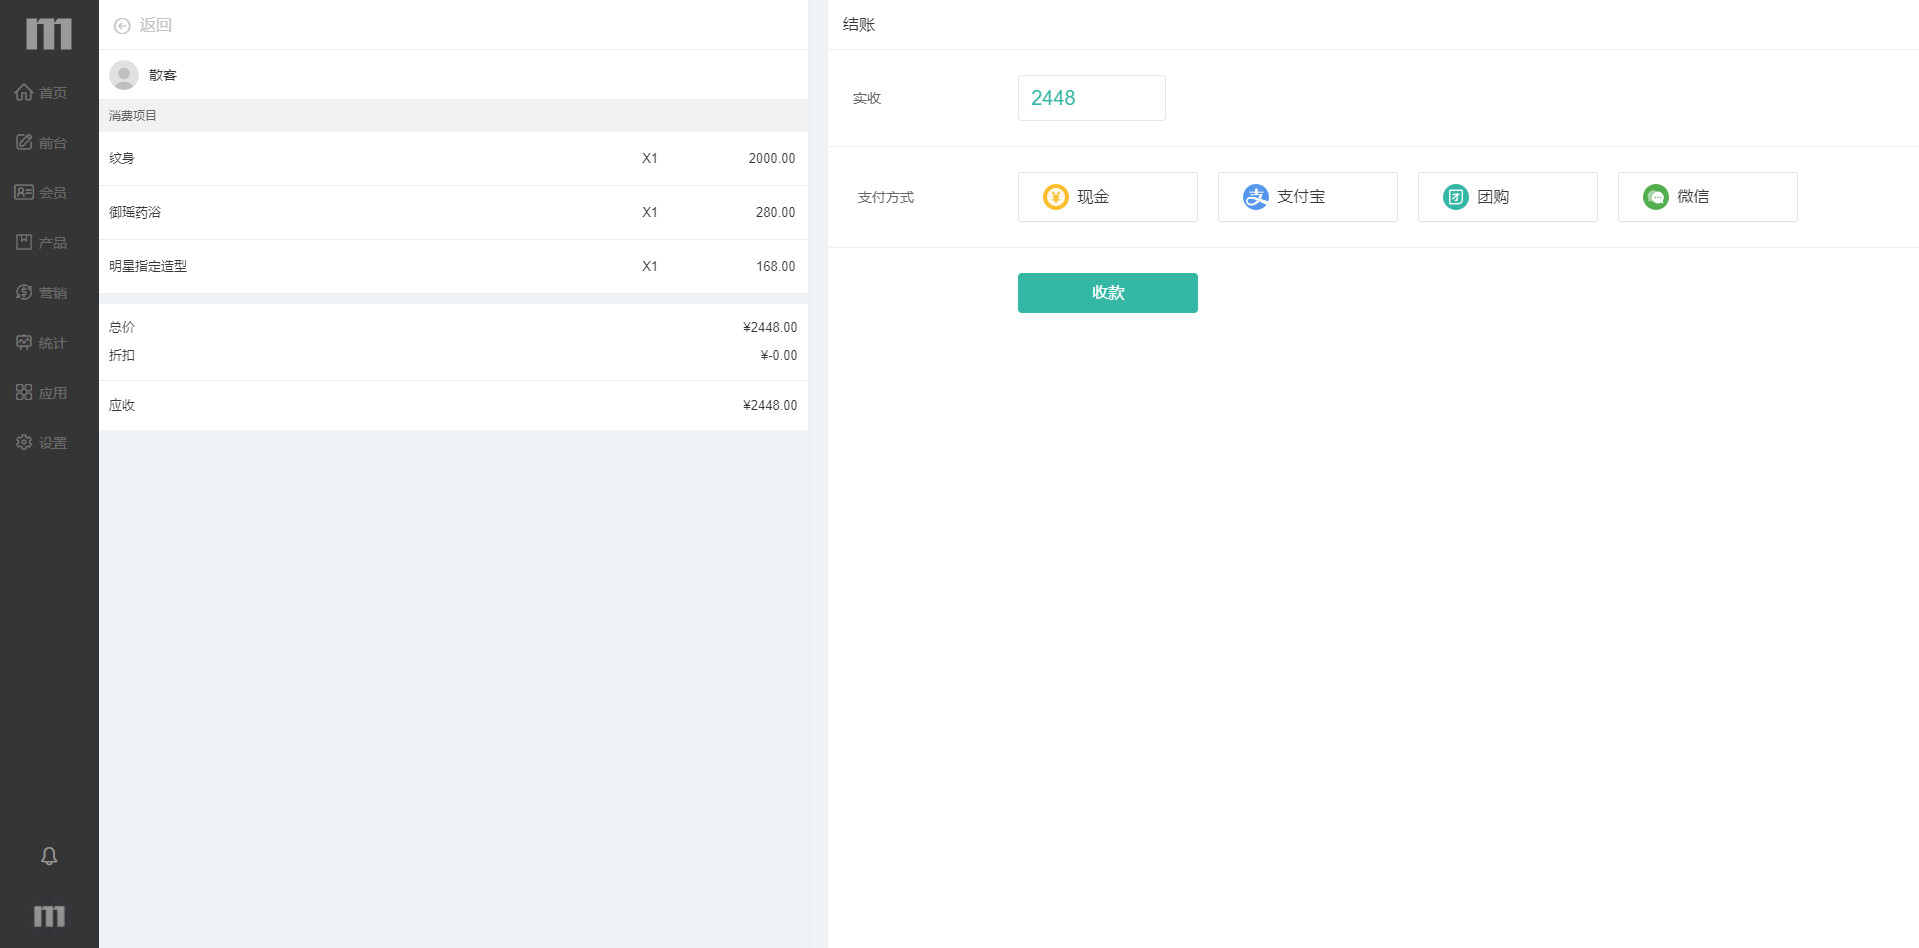 m
首页
前台
会员
产品
营销
统计
应用
设置
m
返回
散客
消费项目
纹身 X1 2000.00
御瑶药浴 X1 280.00
明星指定造型 X1 168.00
总价 ¥2448.00
折扣 ¥-0.00
应收 ¥2448.00
结账
实收 2448
支付方式 现金 支付宝 团购 微信
收款